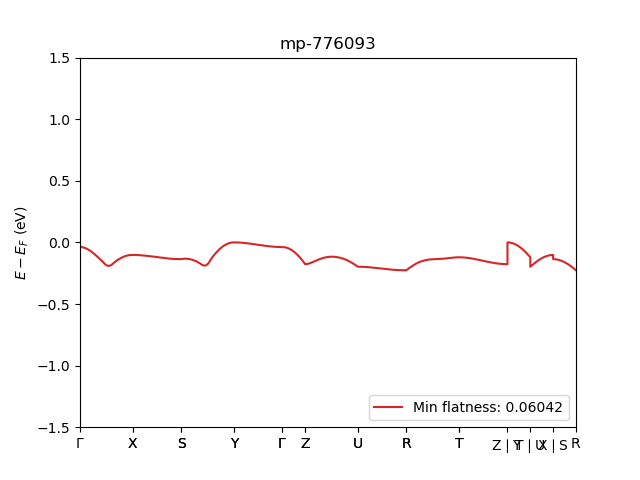 mp-776093
1.5
1.0
0.5
0.0
−0.5
−1.0
−1.5
E − E_F (eV)
Min flatness: 0.06042
Γ X S Y Γ Z U R T Z | Y T | U X | S R